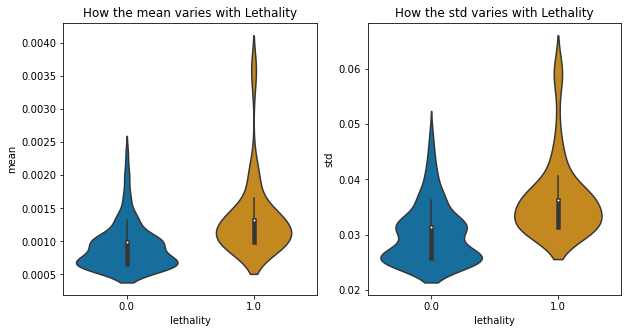 How the mean varies with Lethality
0.0040
0.0035
0.0030
0.0025
0.0020
0.0015
0.0010
0.0005
mean
0.0
1.0
lethality
How the std varies with Lethality
0.06
0.05
0.04
0.03
0.02
std
0.0
1.0
lethality